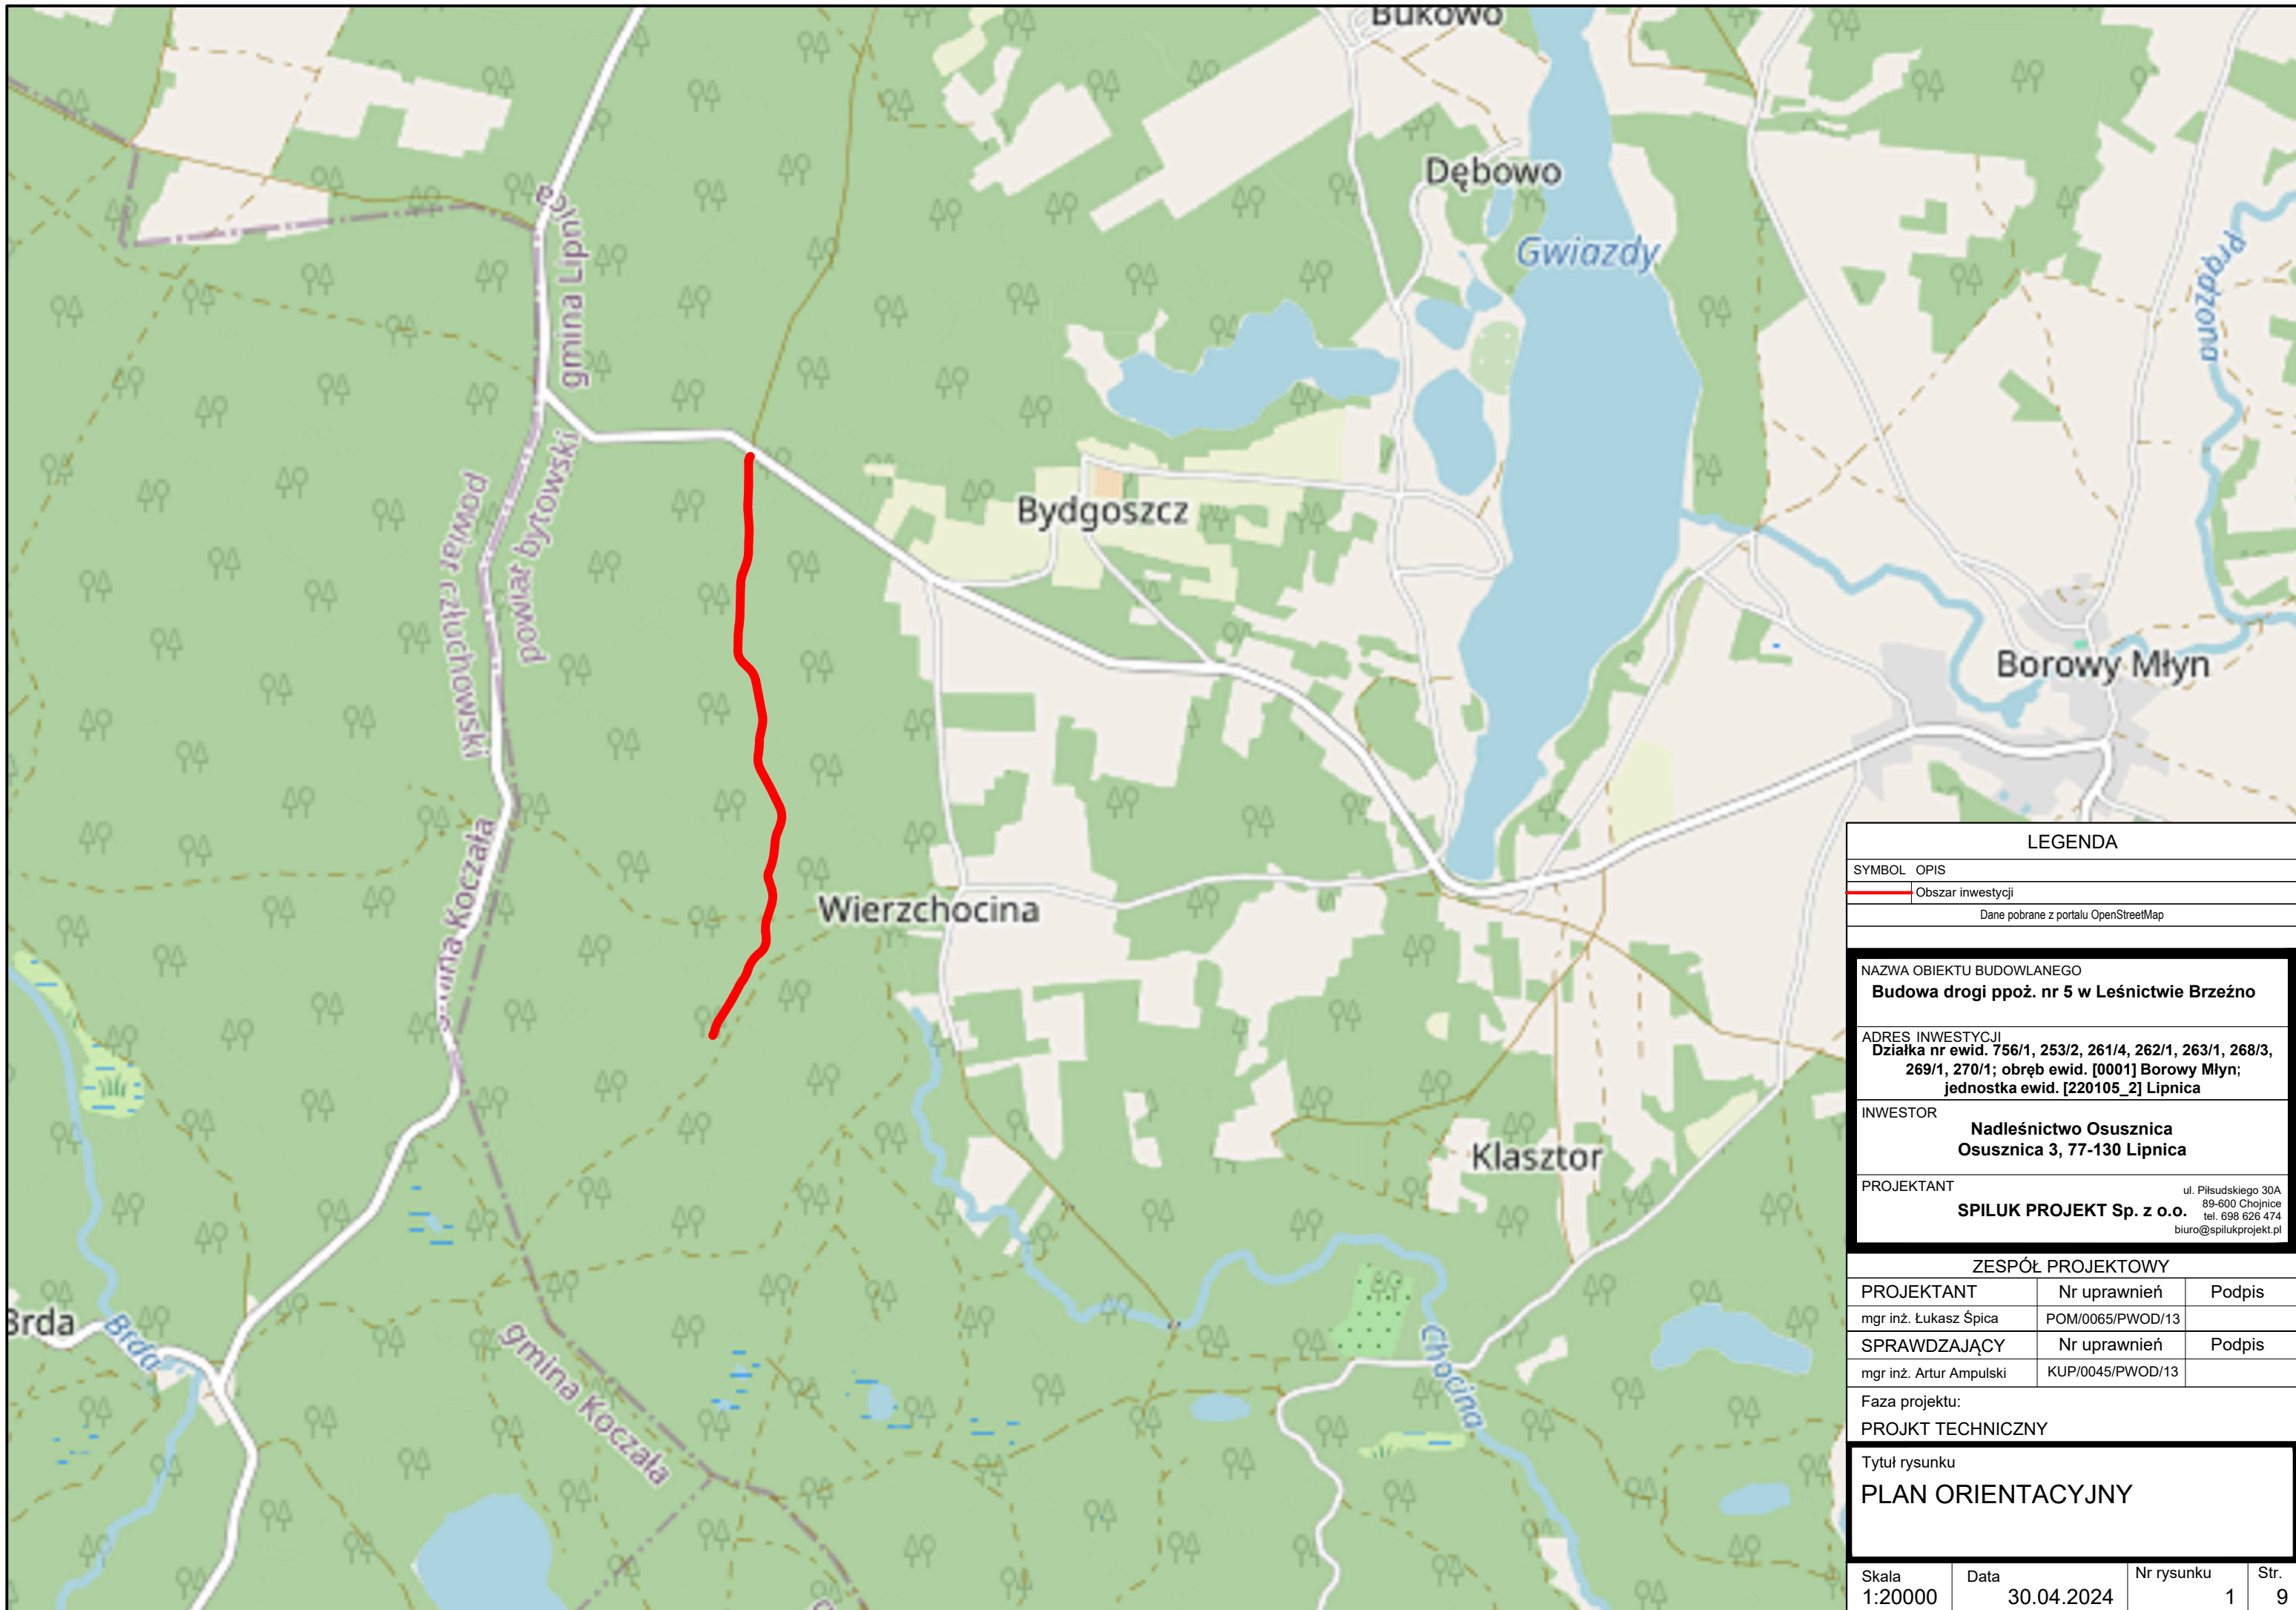 Bukowo
Dębowo
Gwiazdy
Prądzona
gmina Lipnica
powiat bytowski
powiat człuchowski
Bydgoszcz
Borowy Młyn
gmina Koczała
Wierzchocina
Klasztor
Brda
Brda
Chocina
gmina Koczała
LEGENDA
SYMBOL OPIS
Obszar inwestycji
Dane pobrane z portalu OpenStreetMap
NAZWA OBIEKTU BUDOWLANEGO
Budowa drogi ppoż. nr 5 w Leśnictwie Brzeźno
ADRES INWESTYCJI
Działka nr ewid. 756/1, 253/2, 261/4, 262/1, 263/1, 268/3,
269/1, 270/1; obręb ewid. [0001] Borowy Młyn;
jednostka ewid. [220105_2] Lipnica
INWESTOR
Nadleśnictwo Osusznica
Osusznica 3, 77-130 Lipnica
PROJEKTANT
SPILUK PROJEKT Sp. z o.o.
ul. Piłsudskiego 30A
89-600 Chojnice
tel. 698 626 474
biuro@spilukprojekt.pl
ZESPÓŁ PROJEKTOWY
PROJEKTANT Nr uprawnień Podpis
mgr inż. Łukasz Śpica POM/0065/PWOD/13
SPRAWDZAJĄCY Nr uprawnień Podpis
mgr inż. Artur Ampulski KUP/0045/PWOD/13
Faza projektu:
PROJKT TECHNICZNY
Tytuł rysunku
PLAN ORIENTACYJNY
Skala Data Nr rysunku Str.
1:20000 30.04.2024 1 9